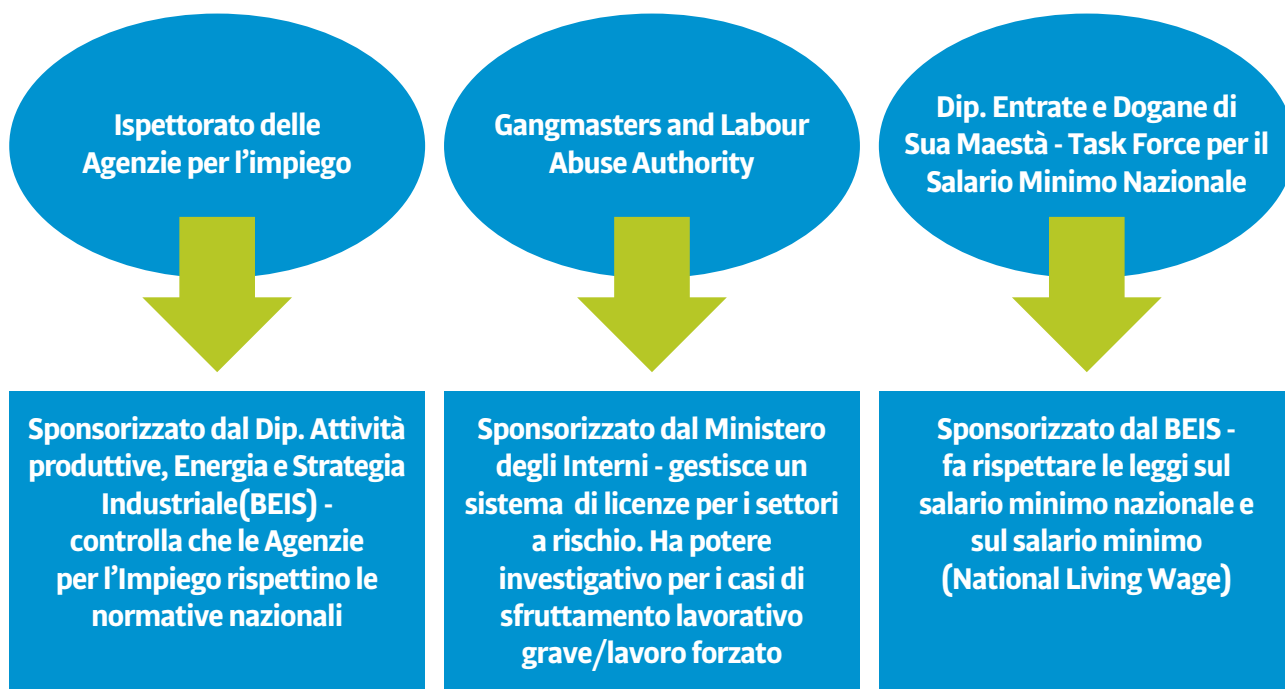 Ispettorato delle
Agenzie per l’impiego
Gangmasters and Labour
Abuse Authority
Dip. Entrate e Dogane di
Sua Maestà - Task Force per il
Salario Minimo Nazionale
Sponsorizzato dal Dip. Attività
produttive, Energia e Strategia
Industriale(BEIS) -
controlla che le Agenzie
per l’Impiego rispettino le
normative nazionali
Sponsorizzato dal Ministero
degli Interni - gestisce un
sistema di licenze per i settori
a rischio. Ha potere
investigativo per i casi di
sfruttamento lavorativo
grave/lavoro forzato
Sponsorizzato dal BEIS -
fa rispettare le leggi sul
salario minimo nazionale e
sul salario minimo
(National Living Wage)